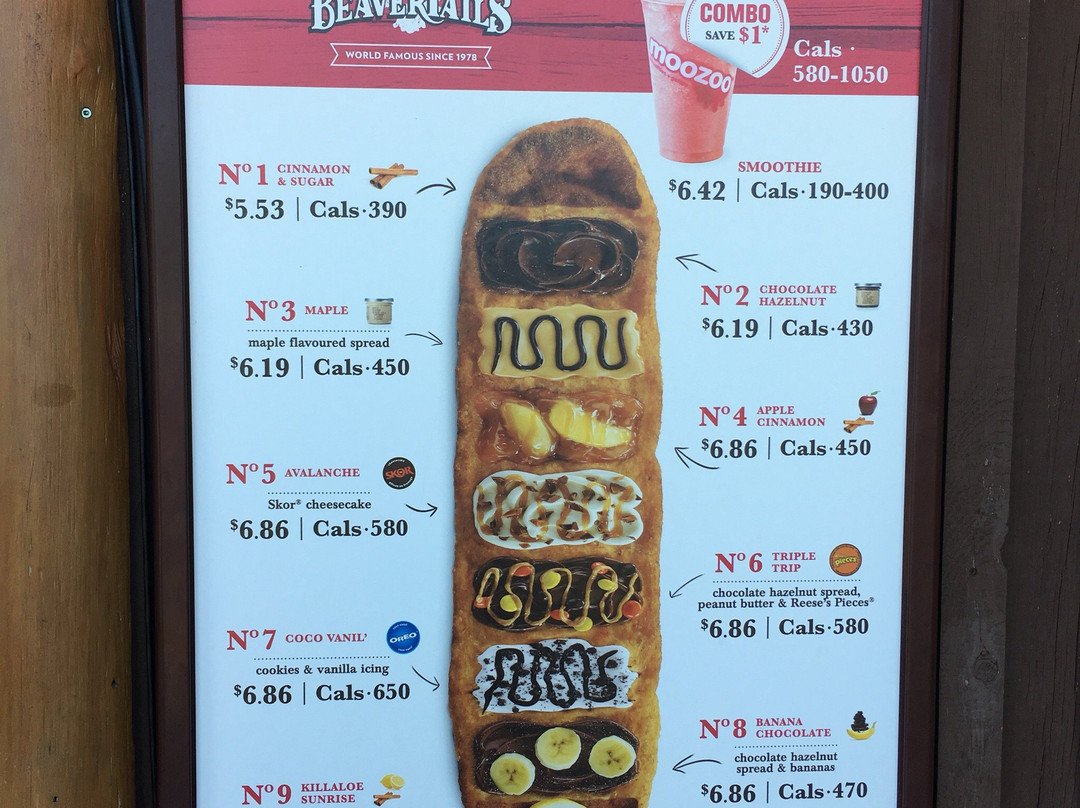 BEAVERTAILS
WORLD FAMOUS SINCE 1978
COMBO
SAVE $1*
Cals ·
580-1050
moozoo
SMOOTHIE
$6.42 | Cals·190-400
Nº1 CINNAMON
& SUGAR
$5.53 | Cals·390
Nº2 CHOCOLATE
HAZELNUT
$6.19 | Cals·430
Nº3 MAPLE
maple flavoured spread
$6.19 | Cals·450
Nº4 APPLE
CINNAMON
$6.86 | Cals·450
Nº5 AVALANCHE
SKOR
Skor® cheesecake
$6.86 | Cals·580
Nº6 TRIPLE
TRIP
pieces
chocolate hazelnut spread,
peanut butter & Reese's Pieces®
$6.86 | Cals·580
Nº7 COCO VANIL'
OREO
cookies & vanilla icing
$6.86 | Cals·650
Nº8 BANANA
CHOCOLATE
chocolate hazelnut
spread & bananas
$6.86 | Cals·470
Nº9 KILLALOE
SUNRISE